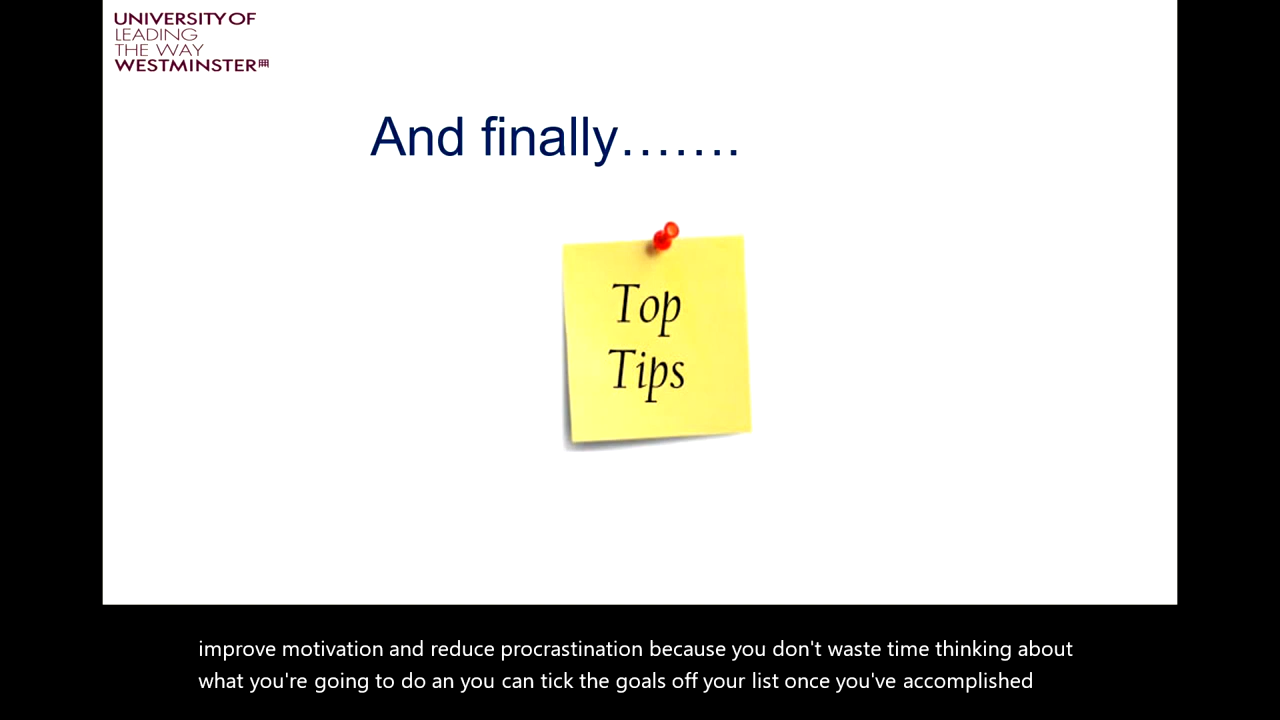 UNIVERSITY OF
LEADING
THE WAY
WESTMINSTER
And finally…….
Top
Tips
improve motivation and reduce procrastination because you don't waste time thinking about
what you're going to do an you can tick the goals off your list once you've accomplished